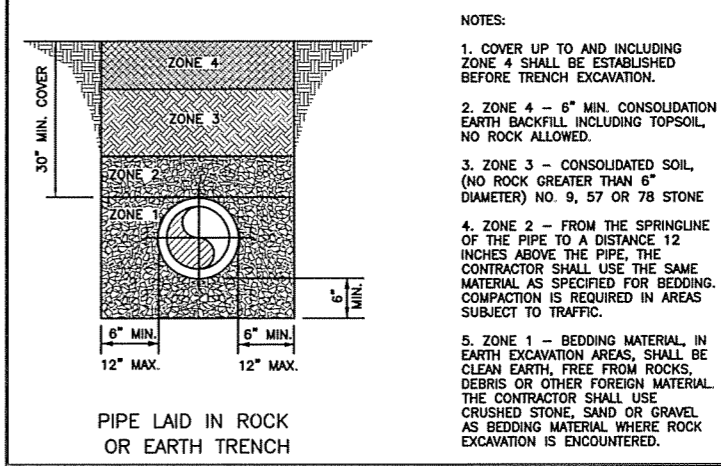 ZONE 4
ZONE 3
ZONE 2
ZONE 1
30" MIN. COVER
6" MIN.
6" MIN.
12" MAX.
6" MIN.
12" MAX.
PIPE LAID IN ROCK
OR EARTH TRENCH
NOTES:
1. COVER UP TO AND INCLUDING
ZONE 4 SHALL BE ESTABLISHED
BEFORE TRENCH EXCAVATION.
2. ZONE 4 – 6" MIN. CONSOLIDATION
EARTH BACKFILL INCLUDING TOPSOIL,
NO ROCK ALLOWED.
3. ZONE 3 – CONSOLIDATED SOIL,
(NO ROCK GREATER THAN 6"
DIAMETER) NO. 9, 57 OR 78 STONE
4. ZONE 2 – FROM THE SPRINGLINE
OF THE PIPE TO A DISTANCE 12
INCHES ABOVE THE PIPE, THE
CONTRACTOR SHALL USE THE SAME
MATERIAL AS SPECIFIED FOR BEDDING.
COMPACTION IS REQUIRED IN AREAS
SUBJECT TO TRAFFIC.
5. ZONE 1 – BEDDING MATERIAL, IN
EARTH EXCAVATION AREAS, SHALL BE
CLEAN EARTH, FREE FROM ROCKS,
DEBRIS OR OTHER FOREIGN MATERIAL.
THE CONTRACTOR SHALL USE
CRUSHED STONE, SAND OR GRAVEL
AS BEDDING MATERIAL WHERE ROCK
EXCAVATION IS ENCOUNTERED.